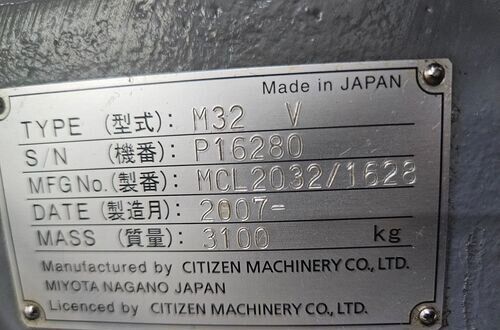 Made in JAPAN
TYPE (型式): M32 V
S/N (機番): P16280
MFG No. (製番): MCL2032/1628
DATE (製造月): 2007-
MASS (質量): 3100 kg
Manufactured by CITIZEN MACHINERY CO., LTD.
MIYOTA NAGANO JAPAN
Licenced by CITIZEN MACHINERY CO., LTD.